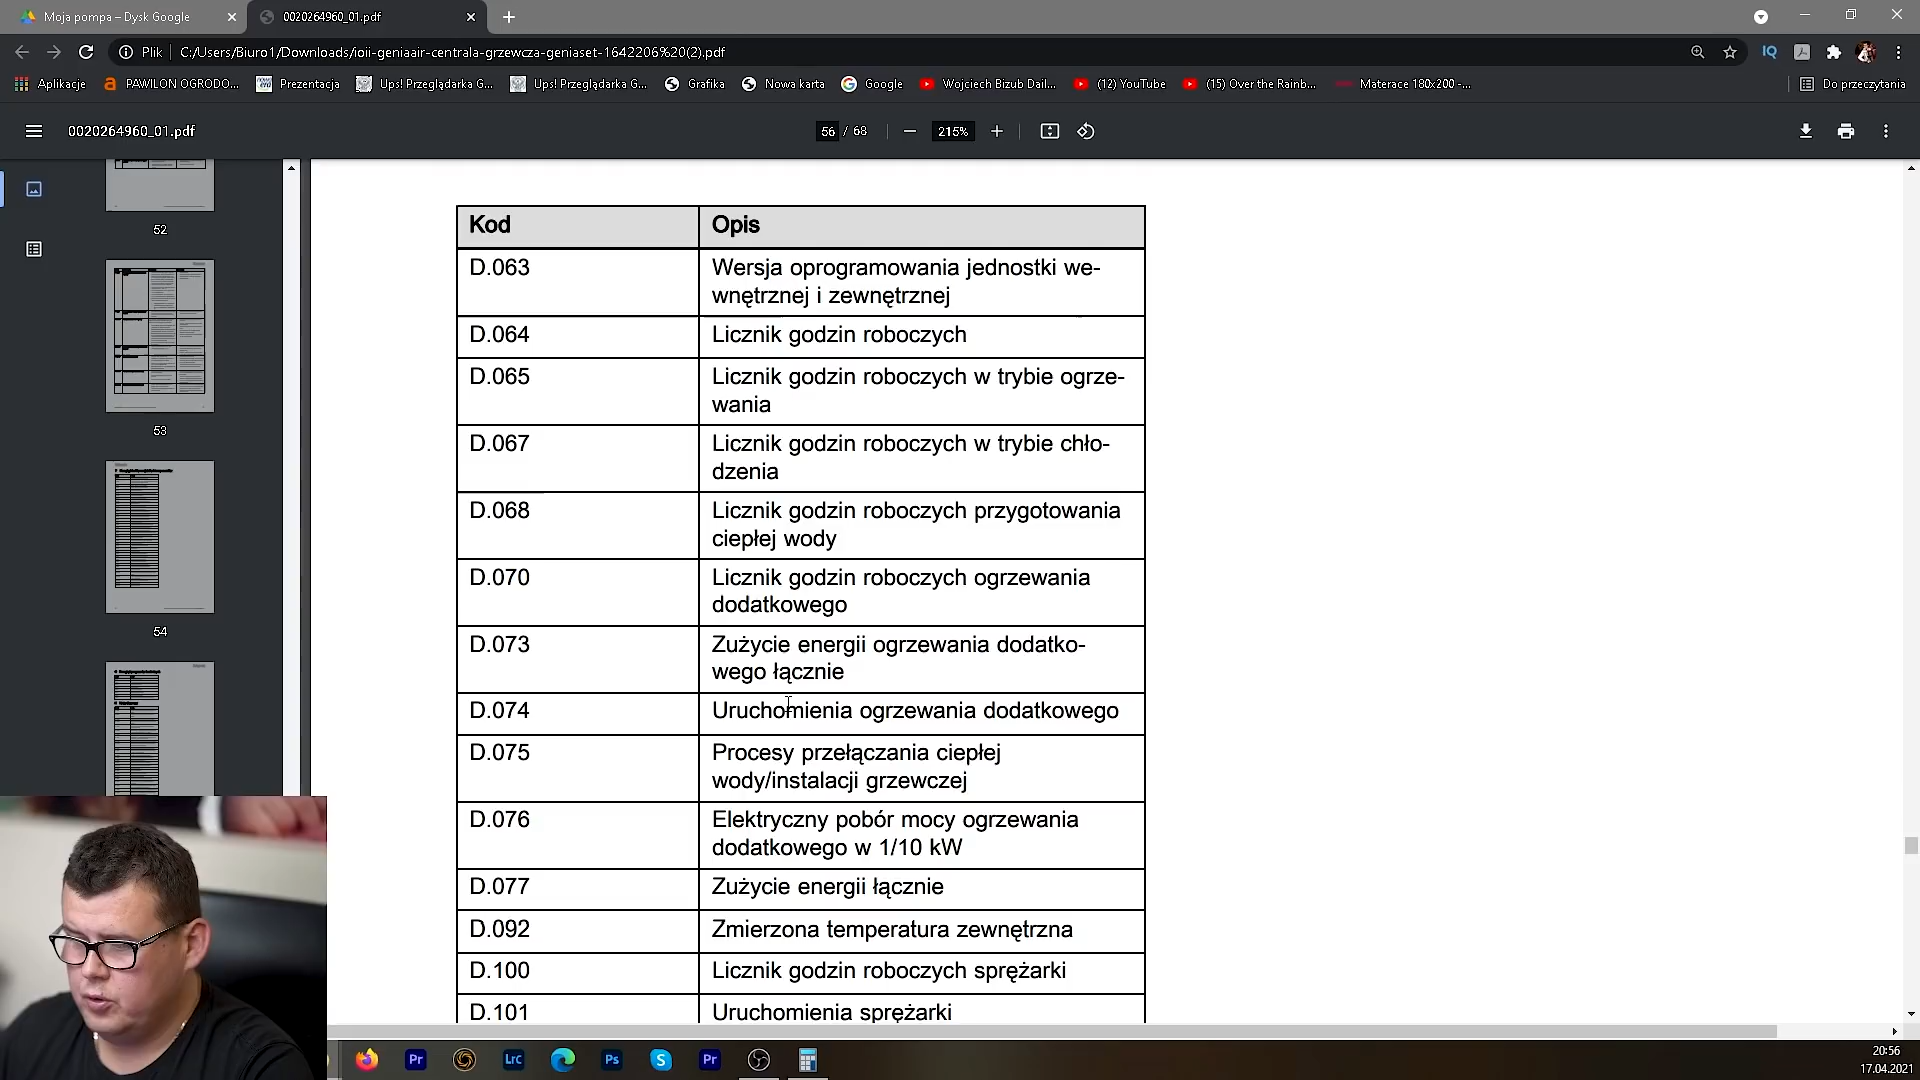 Moja pompa – Dysk Google
0020264960_01.pdf
Plik
C:/Users/Biuro1/Downloads/ioii-geniaair-centrala-grzewcza-geniaset-1642206%20(2).pdf
IQ
Aplikacje
PAWILON OGRODO...
Prezentacja
Ups! Przeglądarka G...
Ups! Przeglądarka G...
Grafika
Nowa karta
Google
Wojciech Bizub Dail...
(12) YouTube
(15) Over the Rainb...
Materace 180x200 -...
Do przeczytania
0020264960_01.pdf
56 / 68
215%
52
53
54
Kod Opis
D.063 Wersja oprogramowania jednostki we-
wnętrznej i zewnętrznej
D.064 Licznik godzin roboczych
D.065 Licznik godzin roboczych w trybie ogrze-
wania
D.067 Licznik godzin roboczych w trybie chło-
dzenia
D.068 Licznik godzin roboczych przygotowania
ciepłej wody
D.070 Licznik godzin roboczych ogrzewania
dodatkowego
D.073 Zużycie energii ogrzewania dodatko-
wego łącznie
D.074 Uruchomienia ogrzewania dodatkowego
D.075 Procesy przełączania ciepłej
wody/instalacji grzewczej
D.076 Elektryczny pobór mocy ogrzewania
dodatkowego w 1/10 kW
D.077 Zużycie energii łącznie
D.092 Zmierzona temperatura zewnętrzna
D.100 Licznik godzin roboczych sprężarki
D.101 Uruchomienia sprężarki
Pr
Lrc
Ps
S
Pr
20:56
17.04.2021